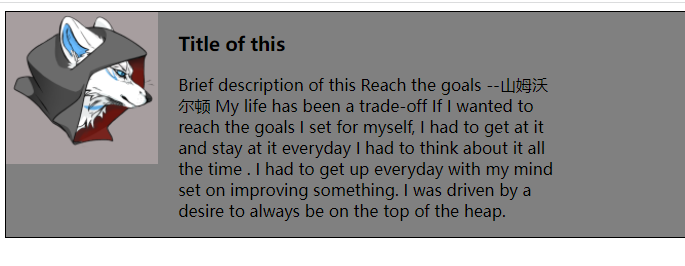 Title of this
Brief description of this Reach the goals --山姆沃
尔顿 My life has been a trade-off If I wanted to
reach the goals I set for myself, I had to get at it
and stay at it everyday I had to think about it all
the time . I had to get up everyday with my mind
set on improving something. I was driven by a
desire to always be on the top of the heap.